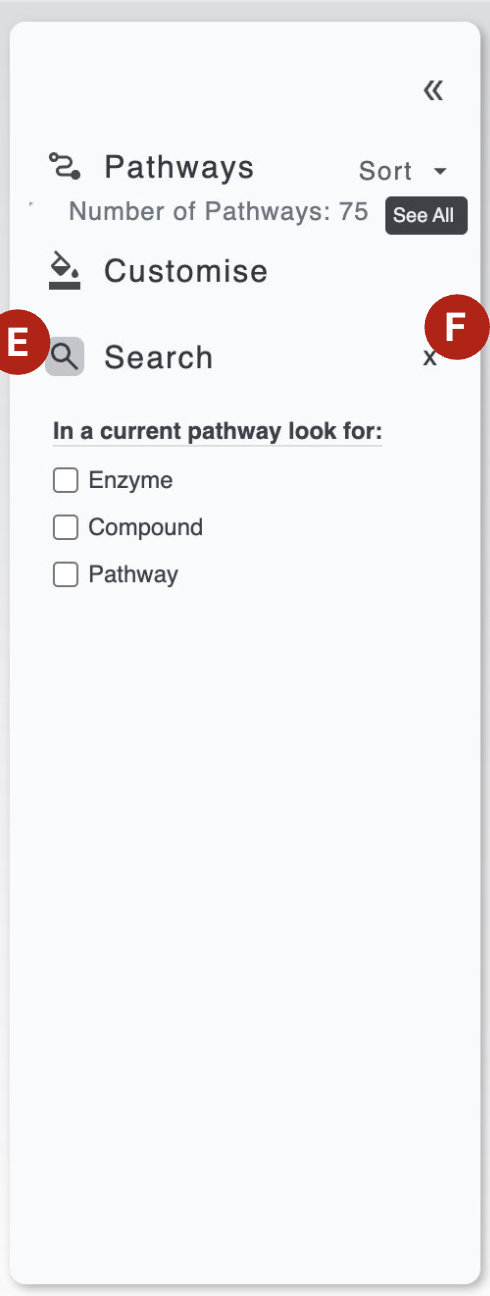 «
Pathways Sort
Number of Pathways: 75 See All
Customise
E Search x F
In a current pathway look for:
Enzyme
Compound
Pathway